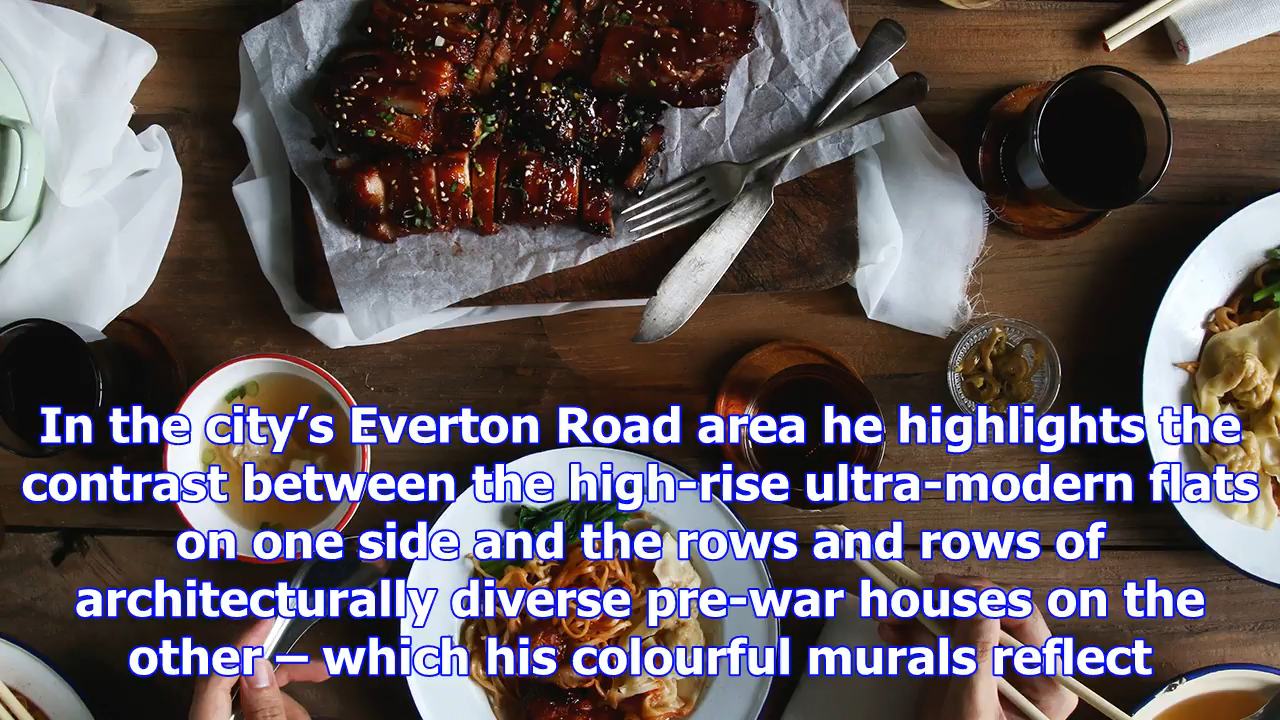 In the city’s Everton Road area he highlights the
contrast between the high-rise ultra-modern flats
on one side and the rows and rows of
architecturally diverse pre-war houses on the
other – which his colourful murals reflect